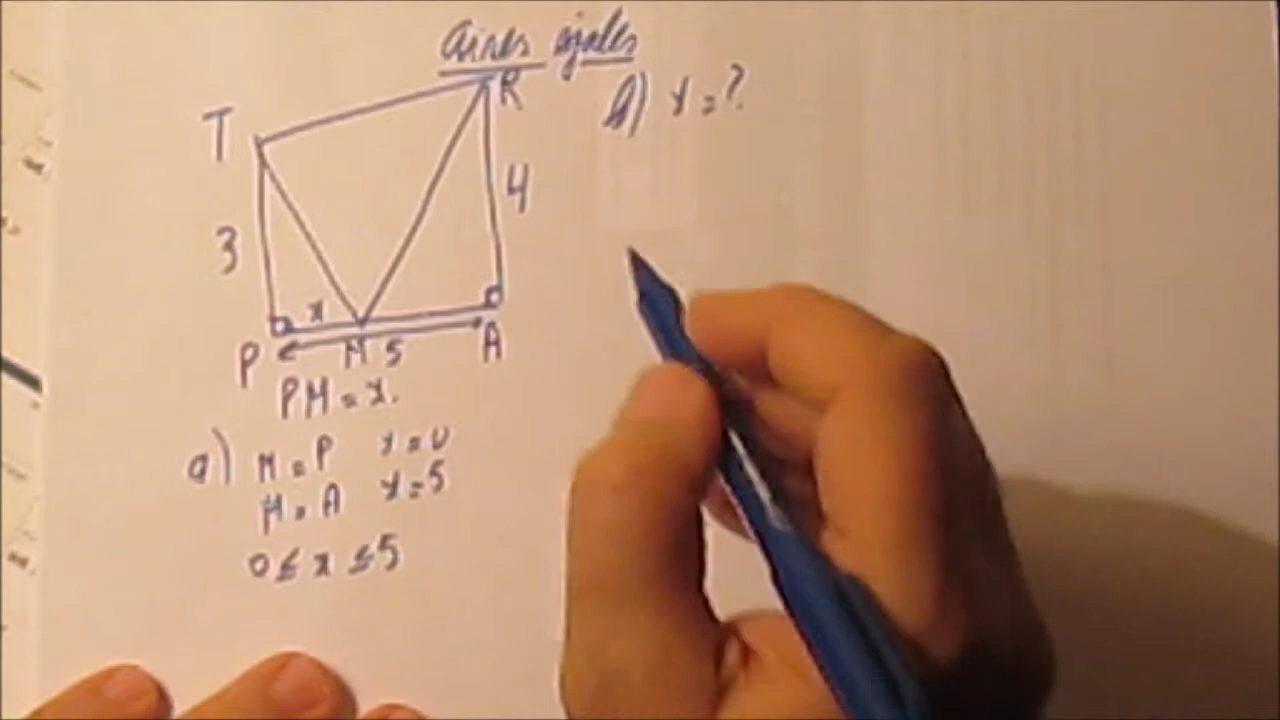 Aires égales
R
b) x = ?
T
4
3
x
P M 5 A
PM = x.
a) M = P x = 0
M = A x = 5
0 ≤ x ≤ 5